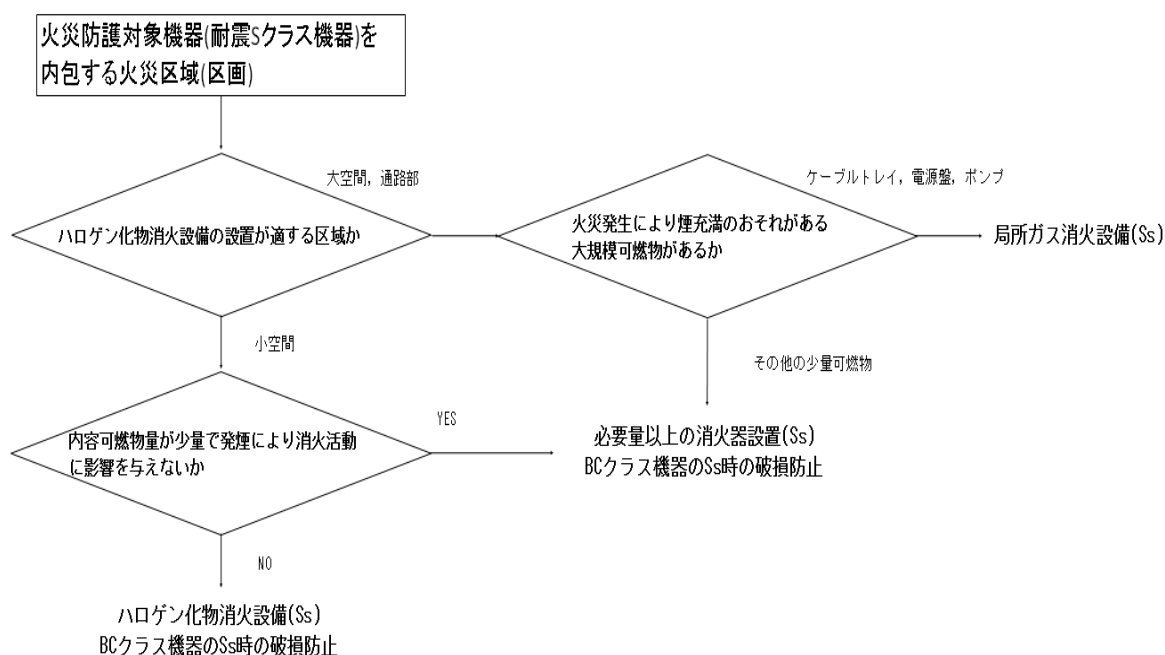 火災防護対象機器(耐震Sクラス機器)を
内包する火災区域(区画)
大空間，通路部
ハロゲン化物消火設備の設置が適する区域か
ケーブルトレイ，電源盤，ポンプ
火災発生により煙充満のおそれがある
大規模可燃物があるか
局所ガス消火設備(Ss)
小空間
その他の少量可燃物
内容可燃物量が少量で発煙により消火活動
に影響を与えないか
YES
必要量以上の消火器設置(Ss)
BCクラス機器のSs時の破損防止
NO
ハロゲン化物消火設備(Ss)
BCクラス機器のSs時の破損防止